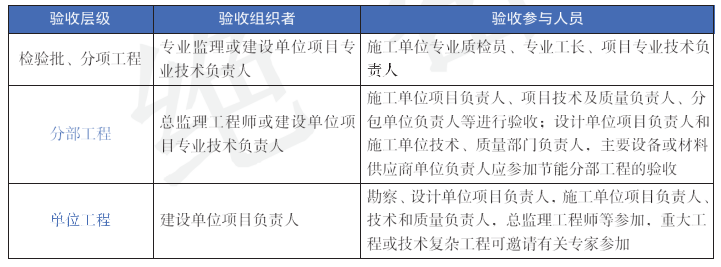 验收层级 验收组织者 验收参与人员
检验批、分项工程 专业监理或建设单位项目专业技术负责人 施工单位专业质检员、专业工长、项目专业技术负责人
分部工程 总监理工程师或建设单位项目专业技术负责人 施工单位项目负责人、项目技术及质量负责人、分包单位负责人等进行验收；设计单位项目负责人和施工单位技术、质量部门负责人，主要设备或材料供应商单位负责人应参加节能分部工程的验收
单位工程 建设单位项目负责人 勘察、设计单位项目负责人，施工单位项目负责人、技术和质量负责人，总监理工程师等参加，重大工程或技术复杂工程可邀请有关专家参加